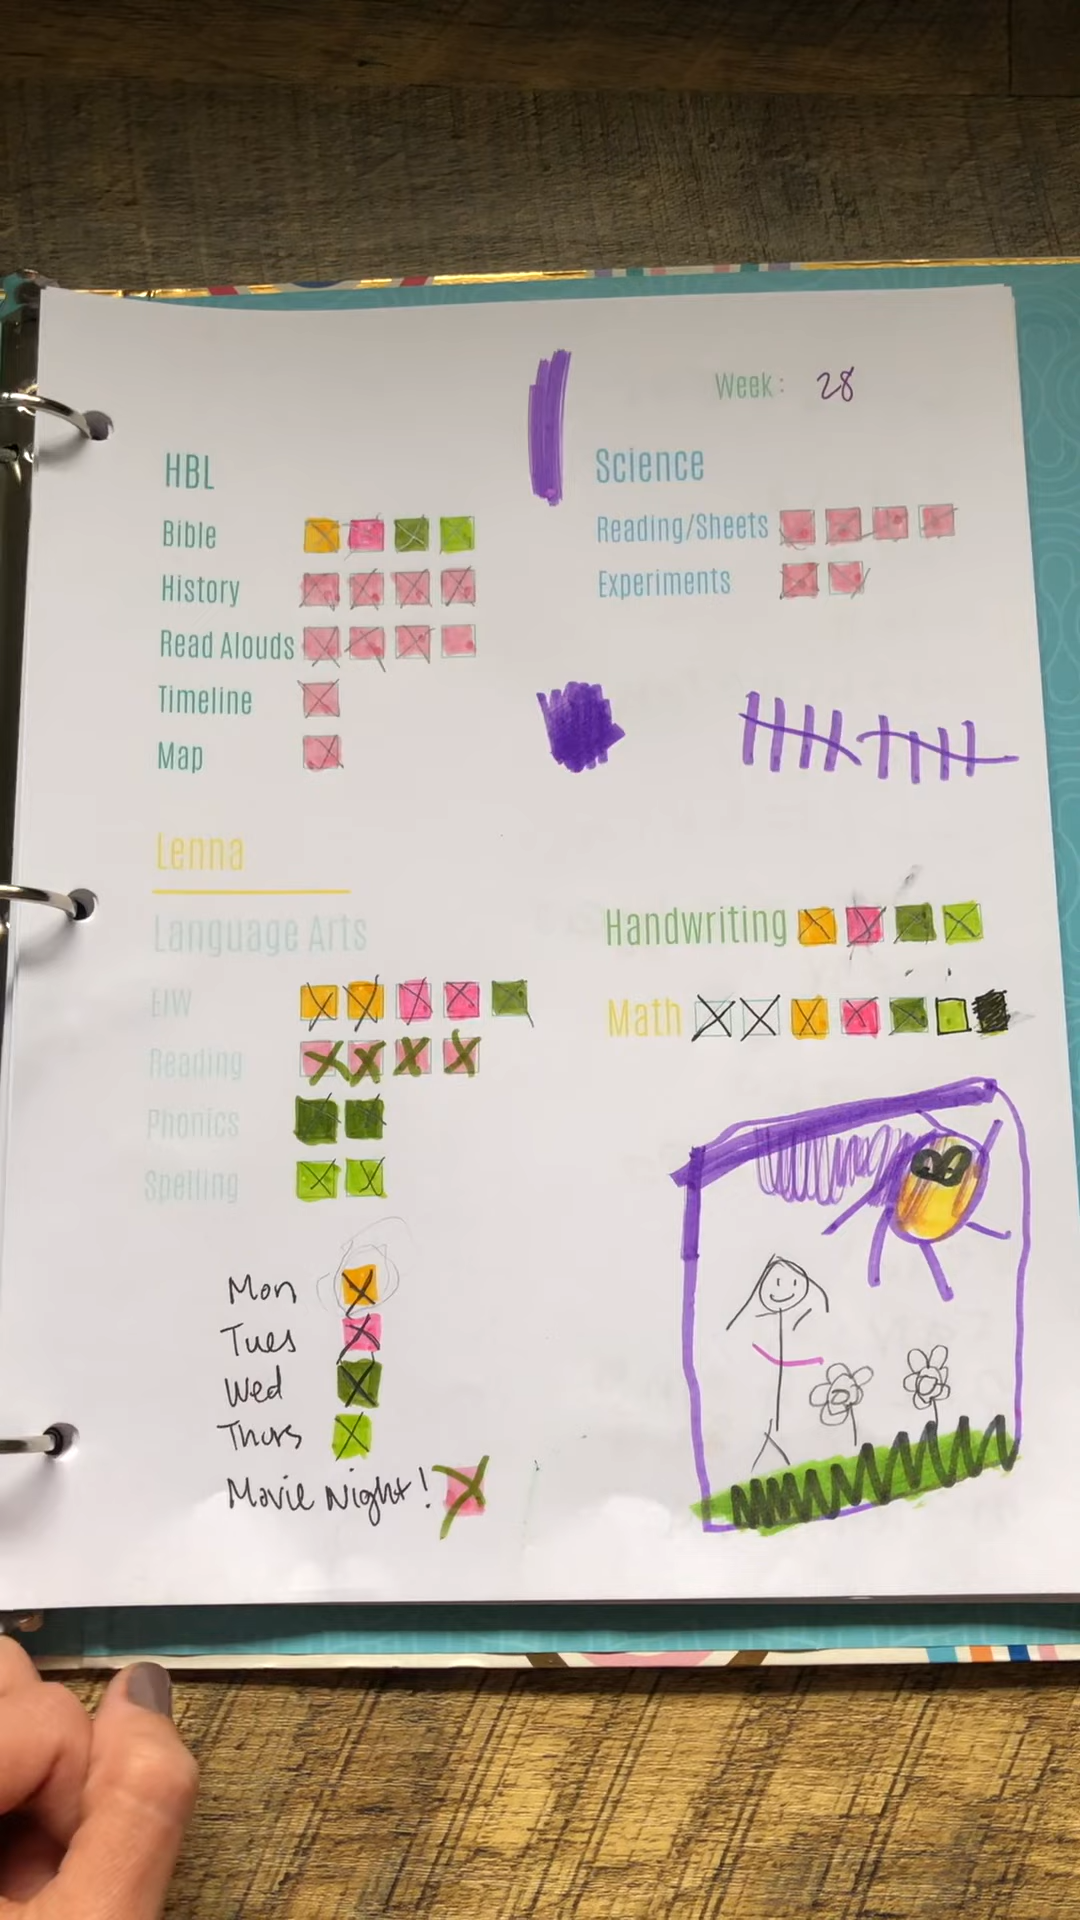 Week: 28
HBL
Bible
History
Read Alouds
Timeline
Map
Science
Reading/Sheets
Experiments
Lenna
Language Arts
EIW
Reading
Phonics
Spelling
Handwriting
Math
Mon
Tues
Wed
Thurs
Movie Night!